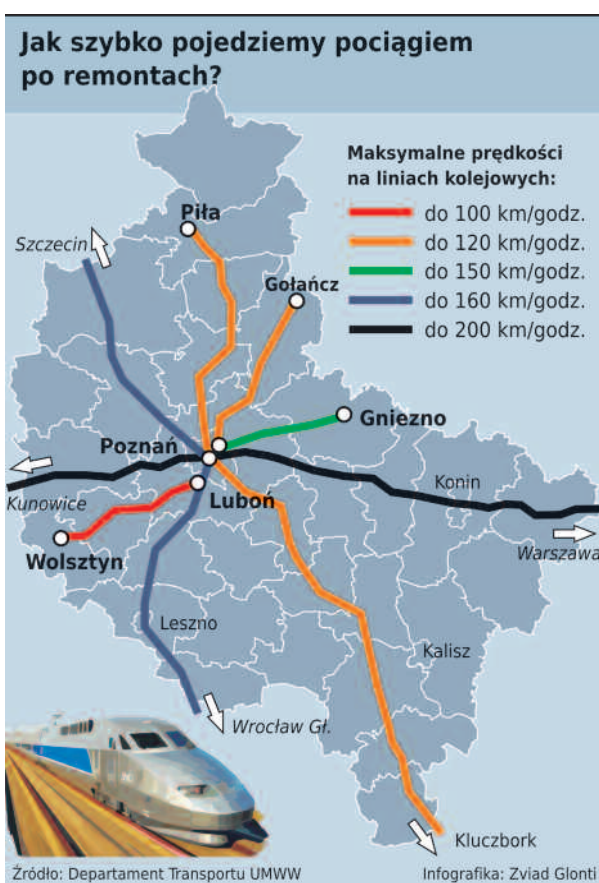 Jak szybko pojedziemy pociągiem
po remontach?
Maksymalne prędkości
na liniach kolejowych:
do 100 km/godz.
do 120 km/godz.
do 150 km/godz.
do 160 km/godz.
do 200 km/godz.
Piła
Szczecin
Gołańcz
Gniezno
Poznań
Konin
Kunowice
Luboń
Warszawa
Wolsztyn
Leszno
Kalisz
Wrocław Gł.
Kluczbork
Źródło: Departament Transportu UMWW
Infografika: Zviad Glonti